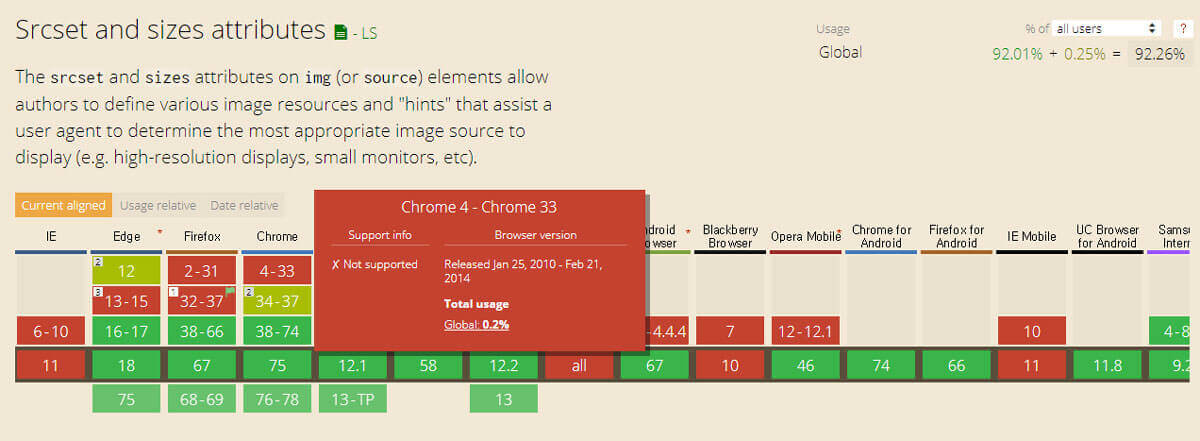 Srcset and sizes attributes - LS
Usage % of all users ?
Global 92.01% + 0.25% = 92.26%
The srcset and sizes attributes on img (or source) elements allow
authors to define various image resources and "hints" that assist a
user agent to determine the most appropriate image source to
display (e.g. high-resolution displays, small monitors, etc).
Current aligned Usage relative Date relative
Chrome 4 - Chrome 33
Support info Browser version
✗ Not supported Released Jan 25, 2010 - Feb 21,
2014
Total usage
Global: 0.2%
IE Edge * Firefox Chrome * Blackberry
Browser Opera Mobile * Chrome for
Android Firefox for
Android IE Mobile UC Browser
for Android
2 12 2-31 4-33
3 13-15 1 32-37 2 34-37
6-10 16-17 38-66 38-74 -4.4.4 7 12-12.1 10 4-8
11 18 67 75 12.1 58 12.2 all 67 10 46 74 66 11 11.8 9.2
75 68-69 76-78 13-TP 13